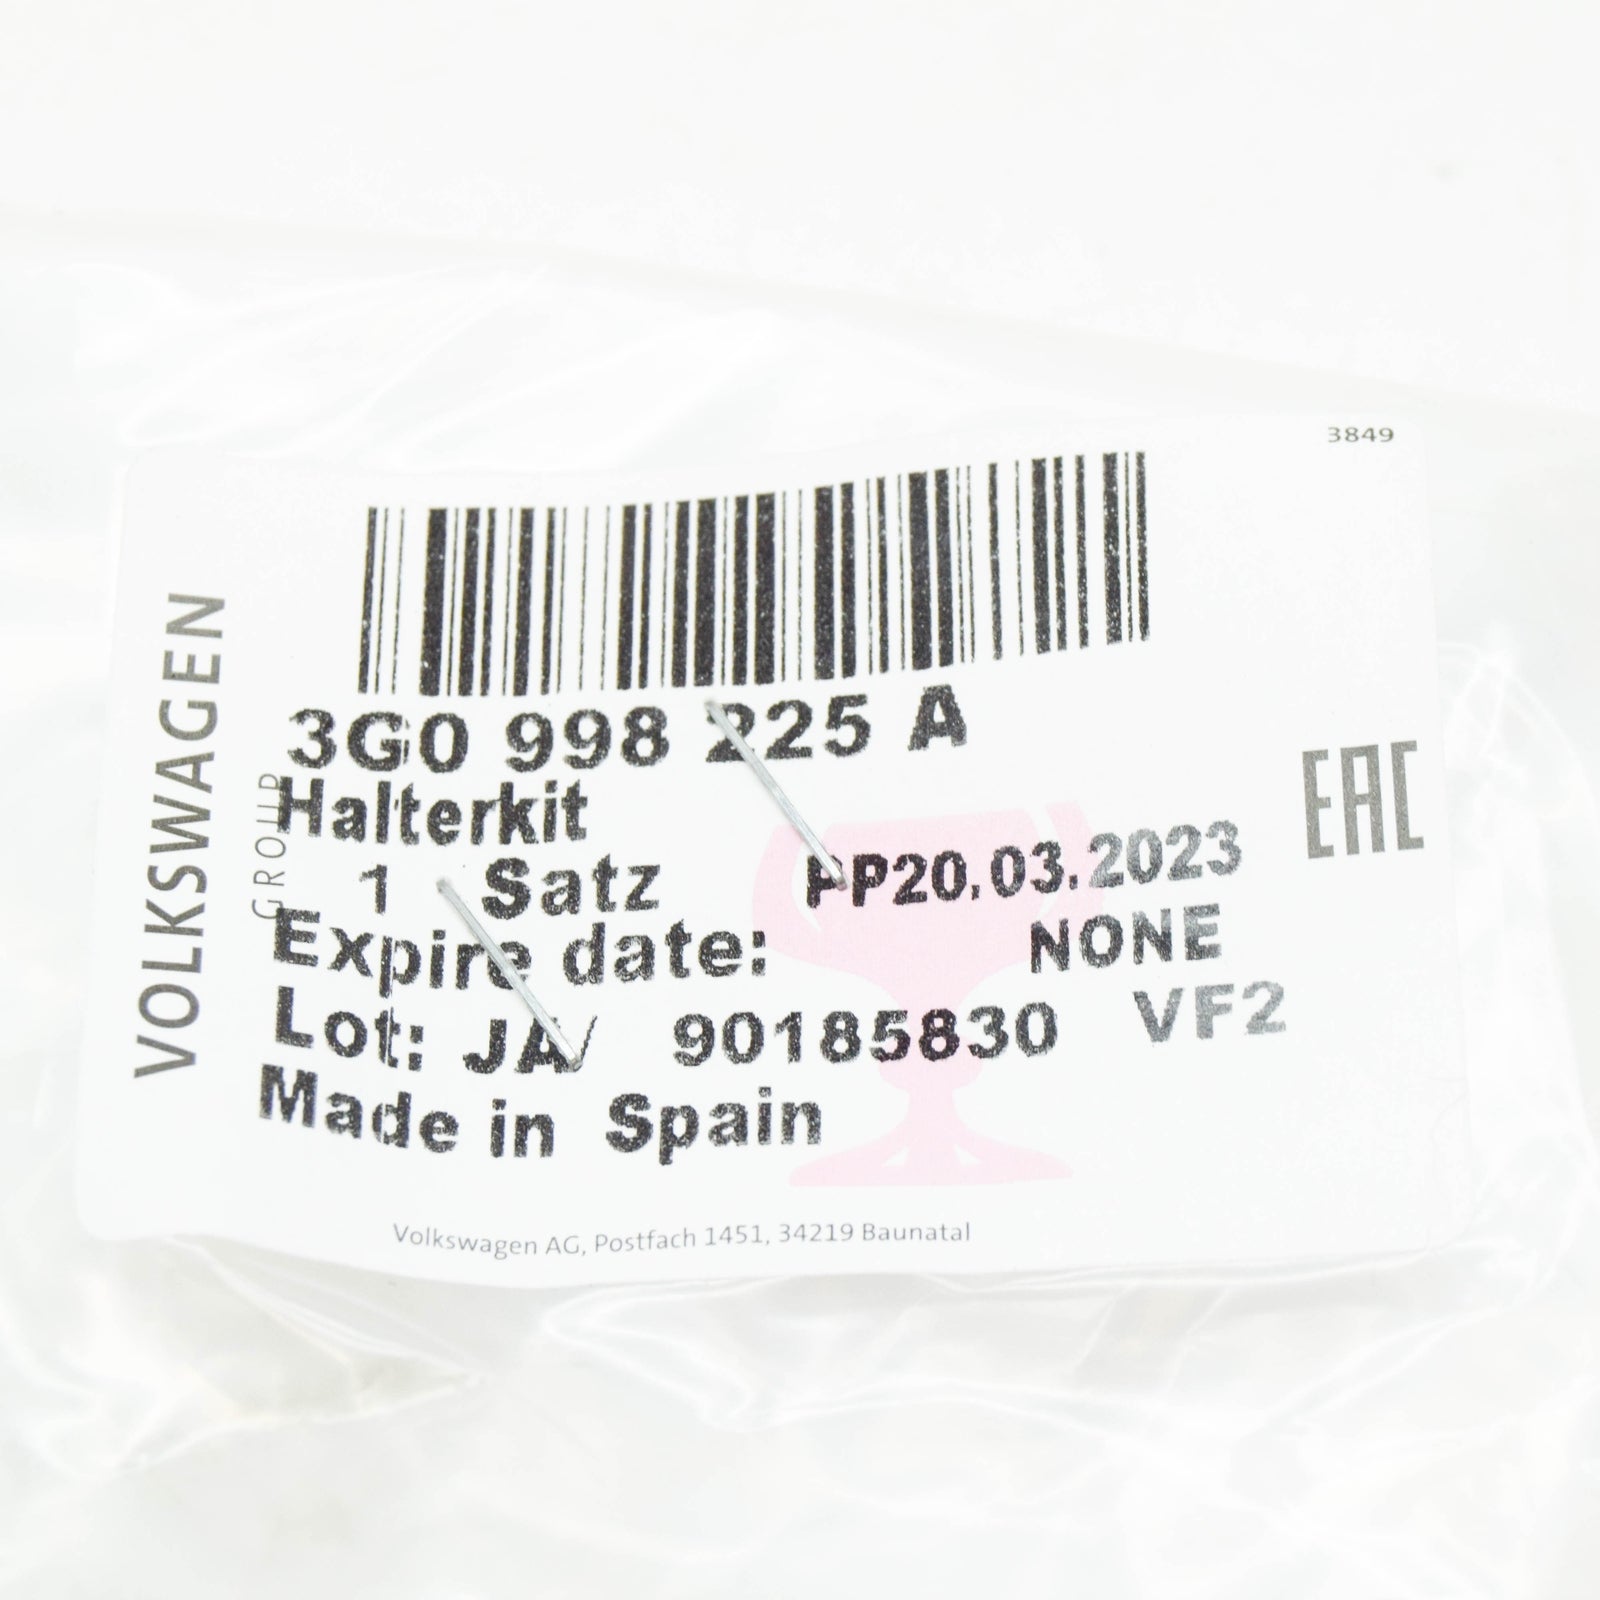 3849
VOLKSWAGEN
GROUP
3G0 998 225 A
Halterkit
1 Satz PP20.03.2023
Expire date: NONE
Lot: JA/ 90185830 VF2
Made in Spain
EAC
Volkswagen AG, Postfach 1451, 34219 Baunatal